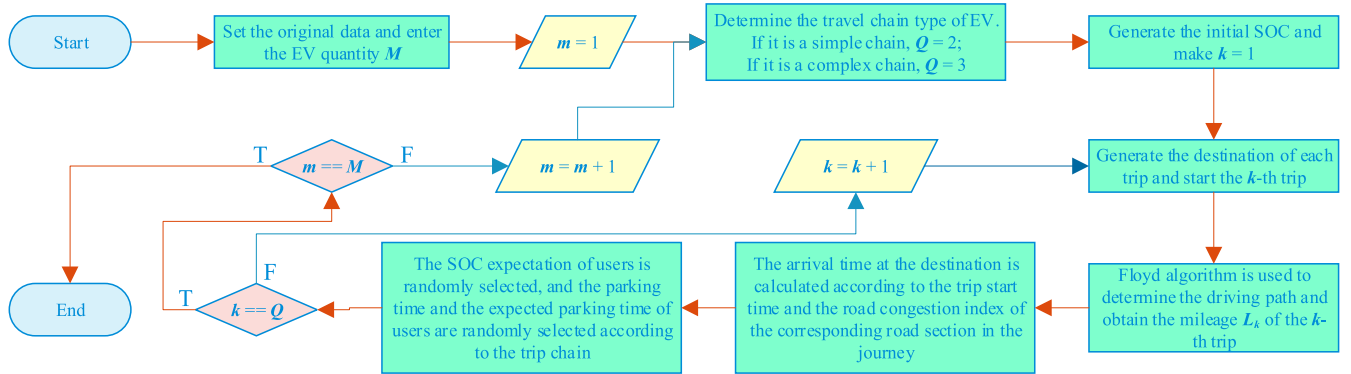 Start
Set the original data and enter
the EV quantity M
m = 1
Determine the travel chain type of EV.
If it is a simple chain, Q = 2;
If it is a complex chain, Q = 3
Generate the initial SOC and
make k = 1
T
m == M
F
m = m + 1
k = k + 1
Generate the destination of each
trip and start the k-th trip
End
T
k == Q
F
The SOC expectation of users is
randomly selected, and the parking
time and the expected parking time of
users are randomly selected according
to the trip chain
The arrival time at the destination is
calculated according to the trip start
time and the road congestion index of
the corresponding road section in the
journey
Floyd algorithm is used to
determine the driving path and
obtain the mileage Lk of the k-
th trip